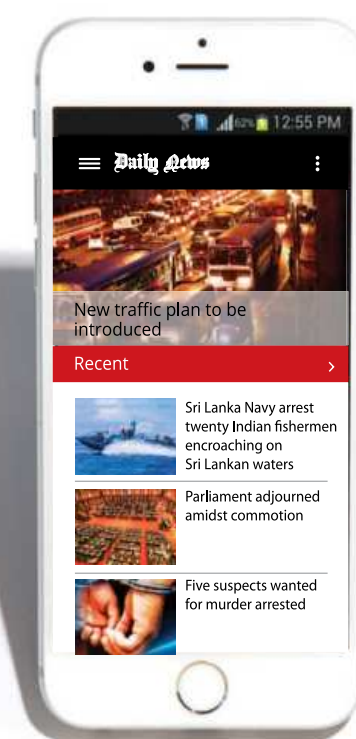 62% 12:55 PM
Daily News
New traffic plan to be
introduced
Recent
Sri Lanka Navy arrest
twenty Indian fishermen
encroaching on
Sri Lankan waters
Parliament adjourned
amidst commotion
Five suspects wanted
for murder arrested